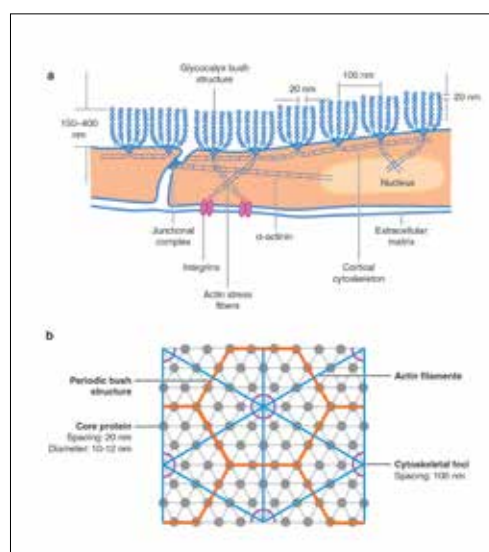 a
Glycocalyx bush
structure
20 nm
100 nm
20 nm
150–400
nm
Nucleus
Junctional
complex
α-actinin
Extracellular
matrix
Integrins
Cortical
cytoskeleton
Actin stress
fibers
b
Periodic bush
structure
Actin filaments
Core protein
Spacing: 20 nm
Diameter: 10–12 nm
Cytoskeletal foci
Spacing: 100 nm